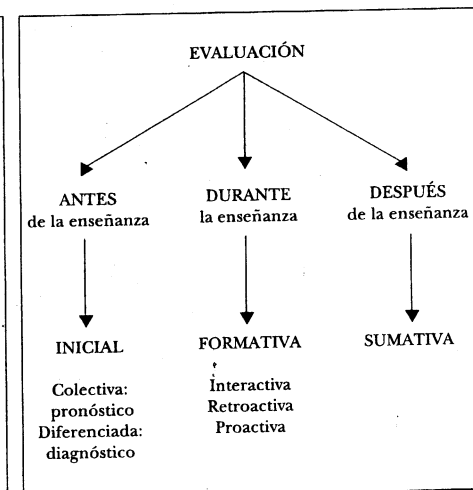 EVALUACIÓN
ANTES
de la enseñanza
DURANTE
la enseñanza
DESPUÉS
de la enseñanza
INICIAL
FORMATIVA
SUMATIVA
Colectiva:
pronóstico
Diferenciada:
diagnóstico
Interactiva
Retroactiva
Proactiva